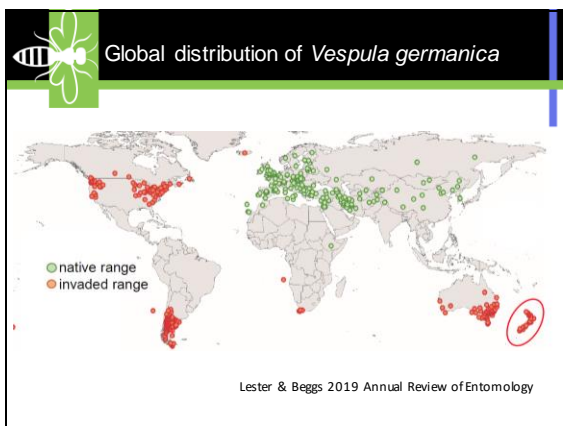 Global distribution of Vespula germanica
native range
invaded range
Lester & Beggs 2019 Annual Review of Entomology